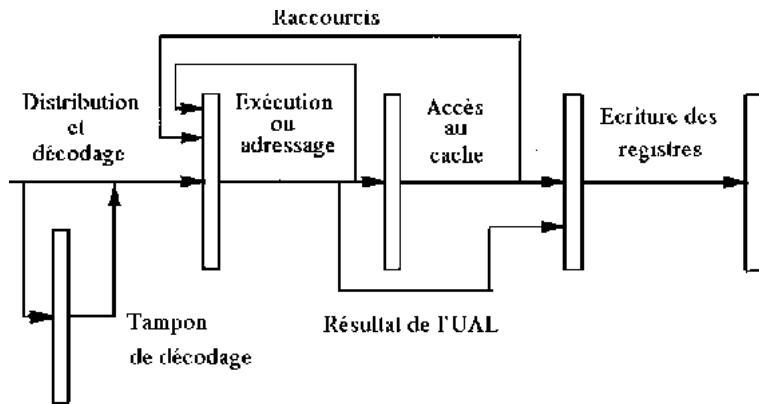 Raccourcis
Distribution
et
décodage
Exécution
ou
adressage
Accès
au
cache
Ecriture des
registres
Tampon
de décodage
Résultat de l'UAL